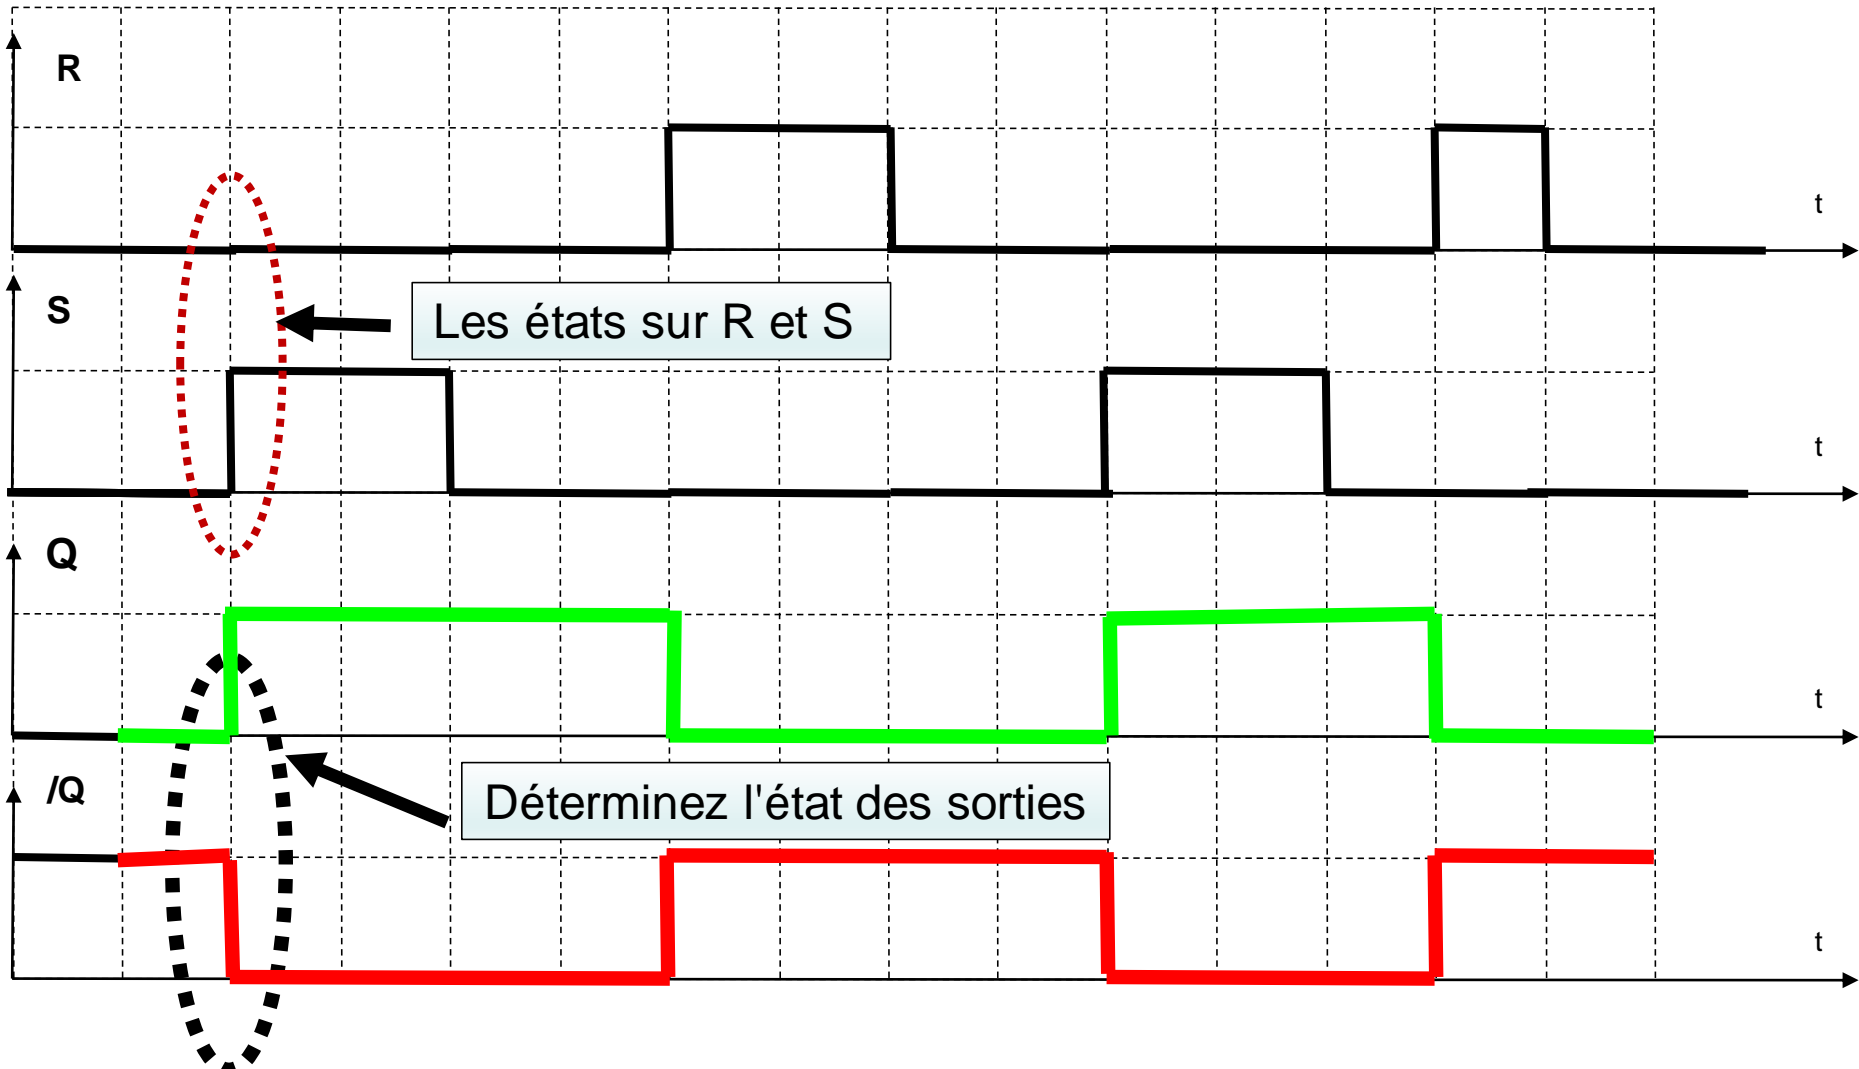 R
t
S
Les états sur R et S
t
Q
t
/Q
Déterminez l'état des sorties
t